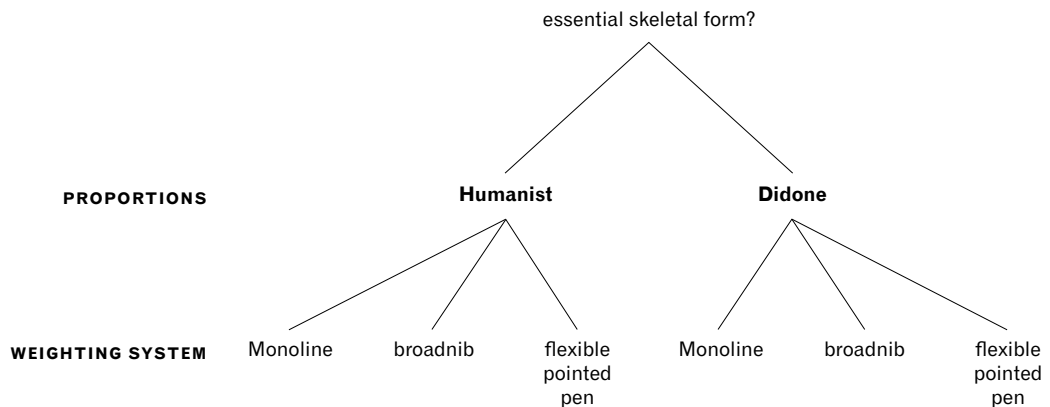 essential skeletal form?
PROPORTIONS Humanist Didone
WEIGHTING SYSTEM Monoline broadnib flexible Monoline broadnib flexible
pointed pointed
pen pen